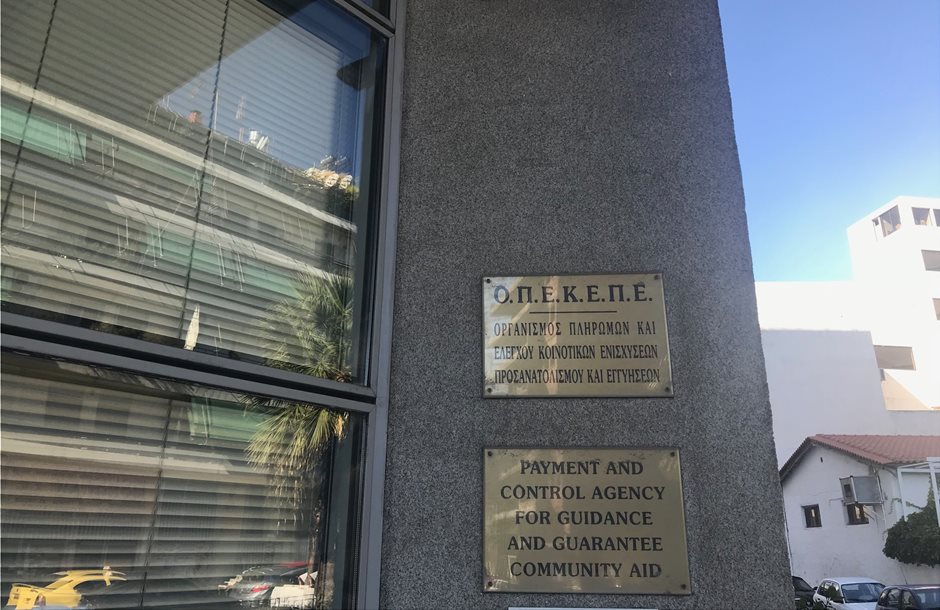 Ο.Π.Ε.Κ.Ε.Π.Ε.
ΟΡΓΑΝΙΣΜΟΣ ΠΛΗΡΩΜΩΝ ΚΑΙ
ΕΛΕΓΧΟΥ ΚΟΙΝΟΤΙΚΩΝ ΕΝΙΣΧΥΣΕΩΝ
ΠΡΟΣΑΝΑΤΟΛΙΣΜΟΥ ΚΑΙ ΕΓΓΥΗΣΕΩΝ
PAYMENT AND
CONTROL AGENCY
FOR GUIDANCE
AND GUARANTEE
COMMUNITY AID